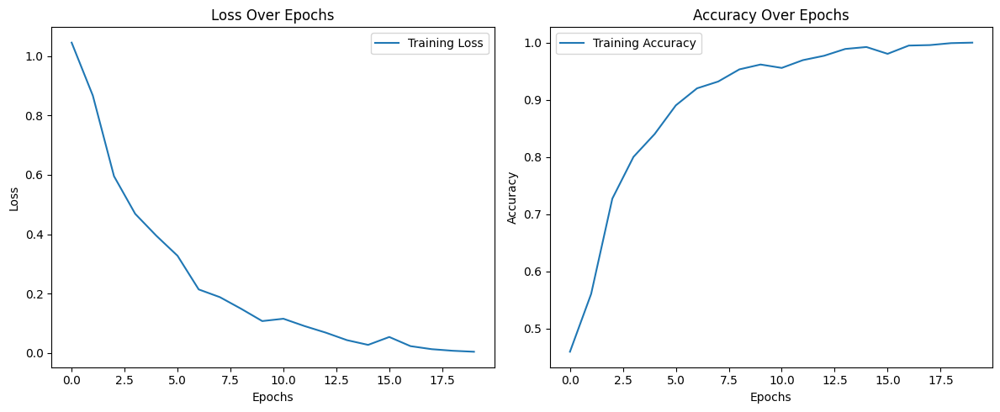 Loss Over Epochs
Training Loss
Loss
1.0
0.8
0.6
0.4
0.2
0.0
0.0 2.5 5.0 7.5 10.0 12.5 15.0 17.5
Epochs
Accuracy Over Epochs
Training Accuracy
Accuracy
1.0
0.9
0.8
0.7
0.6
0.5
0.0 2.5 5.0 7.5 10.0 12.5 15.0 17.5
Epochs